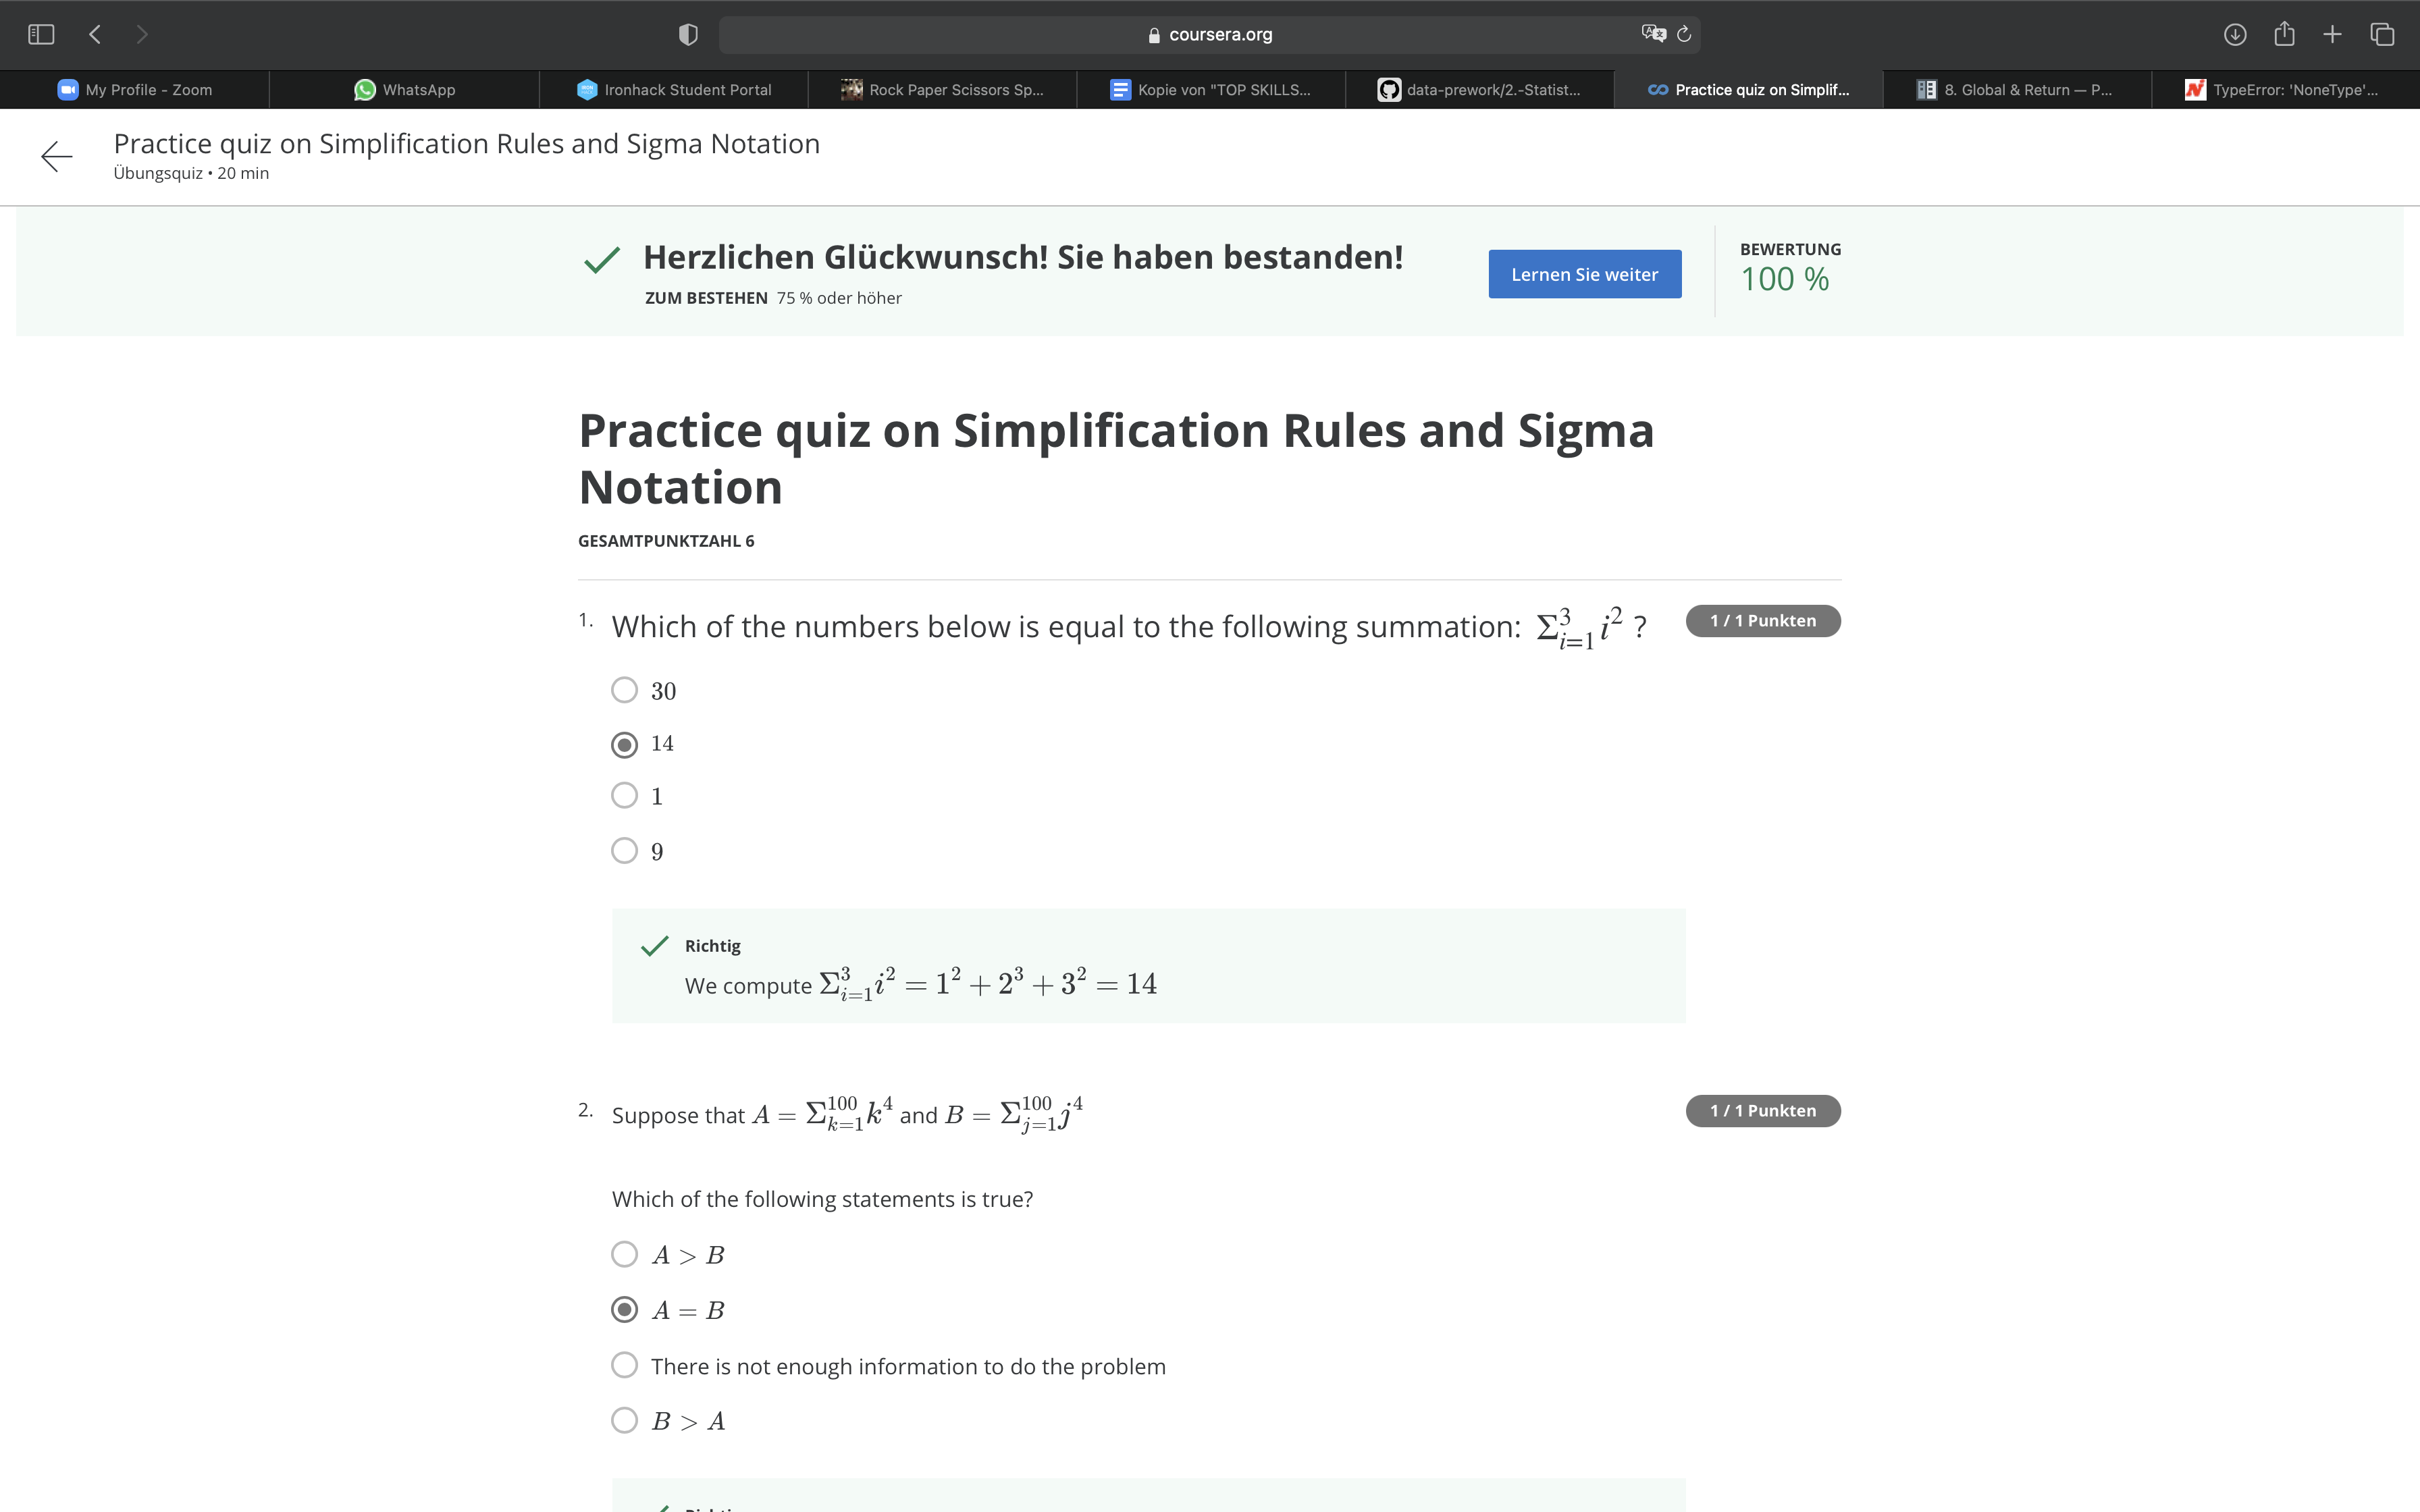 coursera.org
My Profile - Zoom
WhatsApp
Ironhack Student Portal
Rock Paper Scissors Sp...
Kopie von "TOP SKILLS...
data-prework/2.-Statist...
Practice quiz on Simplif...
8. Global & Return — P...
TypeError: 'NoneType'...
Practice quiz on Simplification Rules and Sigma Notation
Übungsquiz • 20 min
Herzlichen Glückwunsch! Sie haben bestanden!
ZUM BESTEHEN 75 % oder höher
Lernen Sie weiter
BEWERTUNG
100 %
Practice quiz on Simplification Rules and Sigma
Notation
GESAMTPUNKTZAHL 6
1. Which of the numbers below is equal to the following summation: $\Sigma_{i=1}^{3} i^2$ ?
1 / 1 Punkten
30
14
1
9
Richtig
We compute $\Sigma_{i=1}^{3} i^2 = 1^2 + 2^3 + 3^2 = 14$
2. Suppose that $A = \Sigma_{k=1}^{100} k^4$ and $B = \Sigma_{j=1}^{100} j^4$
1 / 1 Punkten
Which of the following statements is true?
A > B
A = B
There is not enough information to do the problem
B > A